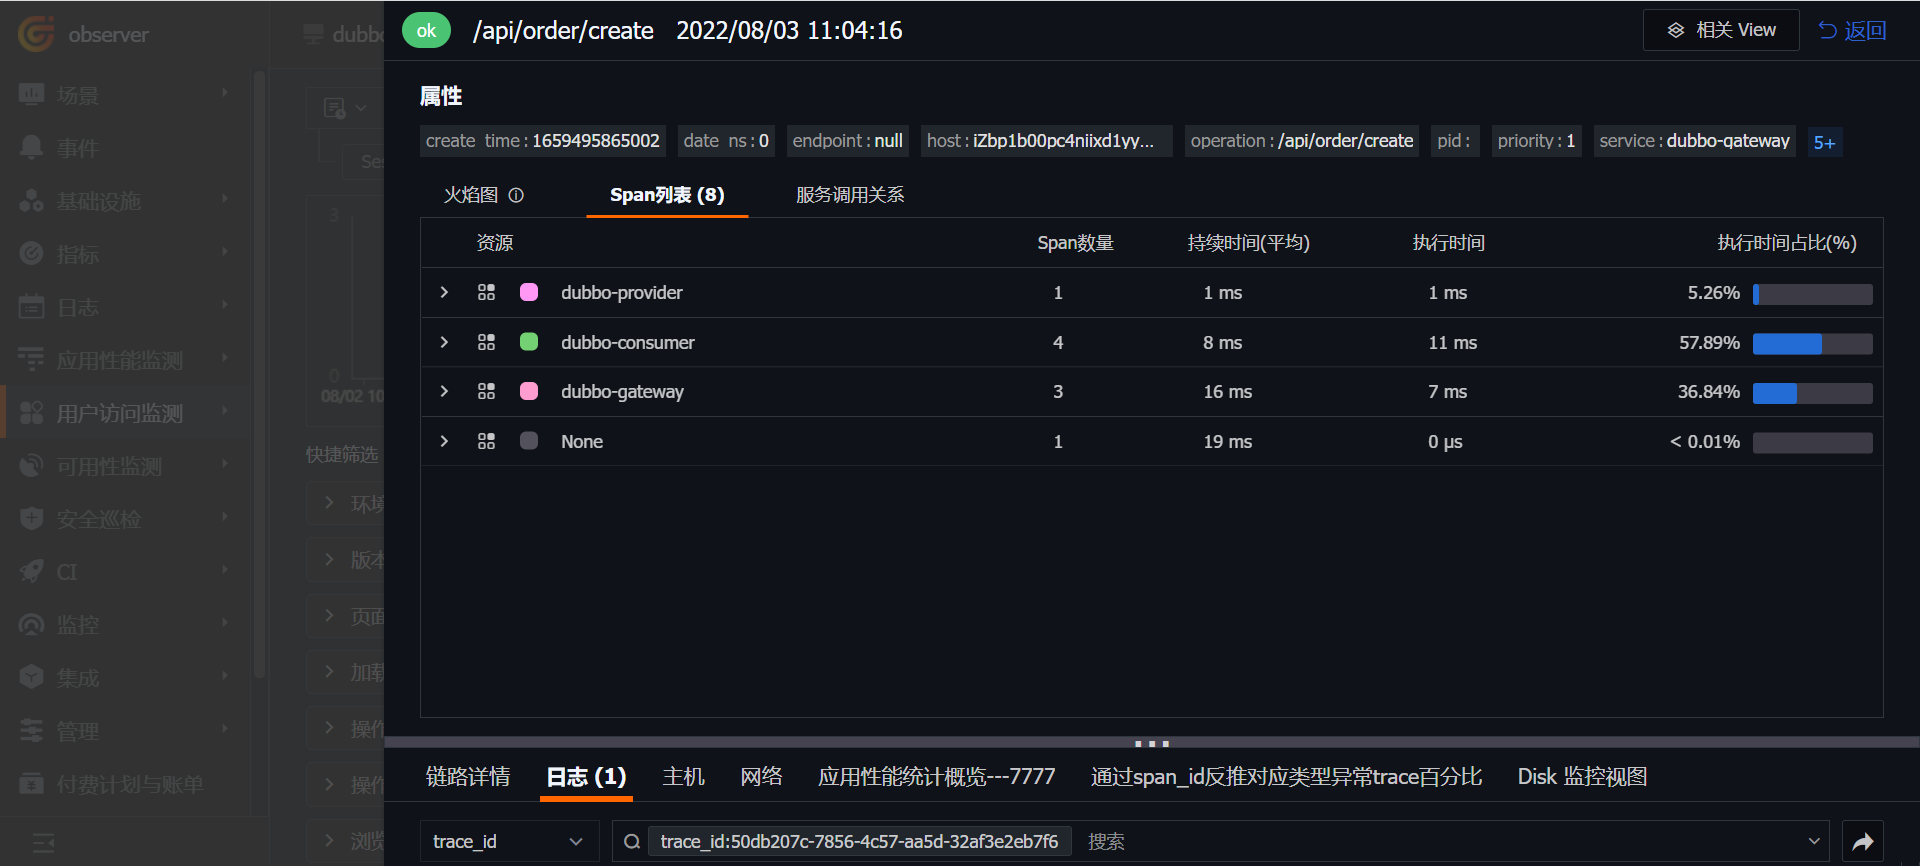 observer
场景
事件
基础设施
指标
日志
应用性能监测
用户访问监测
可用性监测
安全巡检
CI
监控
集成
管理
付费计划与账单
dubbo
Ses
3
0
08/02 10
快捷筛选
环境
版本
页面
加载
操作
操作
浏览
ok /api/order/create 2022/08/03 11:04:16 相关 View 返回
属性
create_time:1659495865002 date_ns:0 endpoint:null host:iZbp1b00pc4niixd1yy... operation:/api/order/create pid: priority:1 service:dubbo-gateway 5+
火焰图 Span列表 (8) 服务调用关系
资源 Span数量 持续时间(平均) 执行时间 执行时间占比(%)
dubbo-provider 1 1 ms 1 ms 5.26%
dubbo-consumer 4 8 ms 11 ms 57.89%
dubbo-gateway 3 16 ms 7 ms 36.84%
None 1 19 ms 0 µs < 0.01%
链路详情 日志 (1) 主机 网络 应用性能统计概览---7777 通过span_id反推对应类型异常trace百分比 Disk 监控视图
trace_id trace_id:50db207c-7856-4c57-aa5d-32af3e2eb7f6 搜索